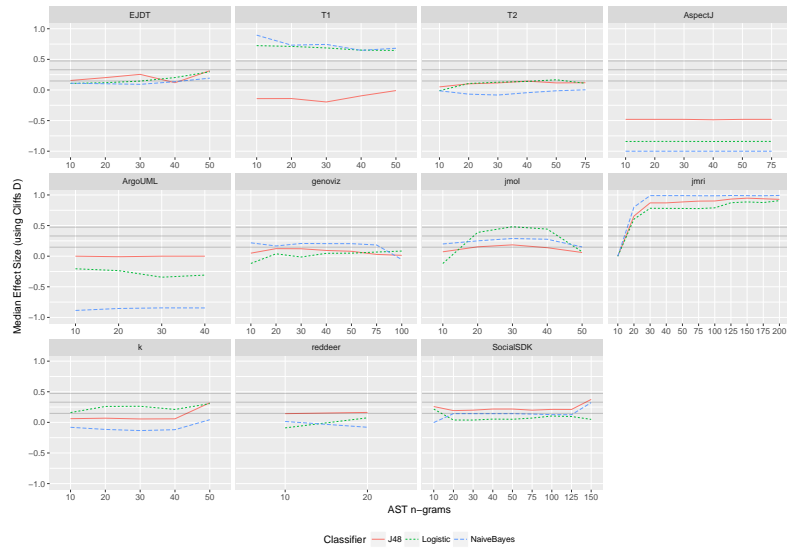 EJDT T1 T2 AspectJ
1.0
0.5
0.0
−0.5
−1.0
10 20 30 40 50 10 20 30 40 50 10 20 30 40 50 75 10 20 30 40 50 75
ArgoUML genoviz jmol jmri
1.0
0.5
0.0
−0.5
−1.0
10 20 30 40 10 20 30 40 50 75 100 10 20 30 40 50 10 20 30 40 50 75 100 125 150 175 200
k reddeer SocialSDK
1.0
0.5
0.0
−0.5
−1.0
10 20 30 40 50 10 20 10 20 30 40 50 75 100 125 150
Median Effect Size (using Cliffs D)
AST n−grams
Classifier J48 Logistic NaiveBayes